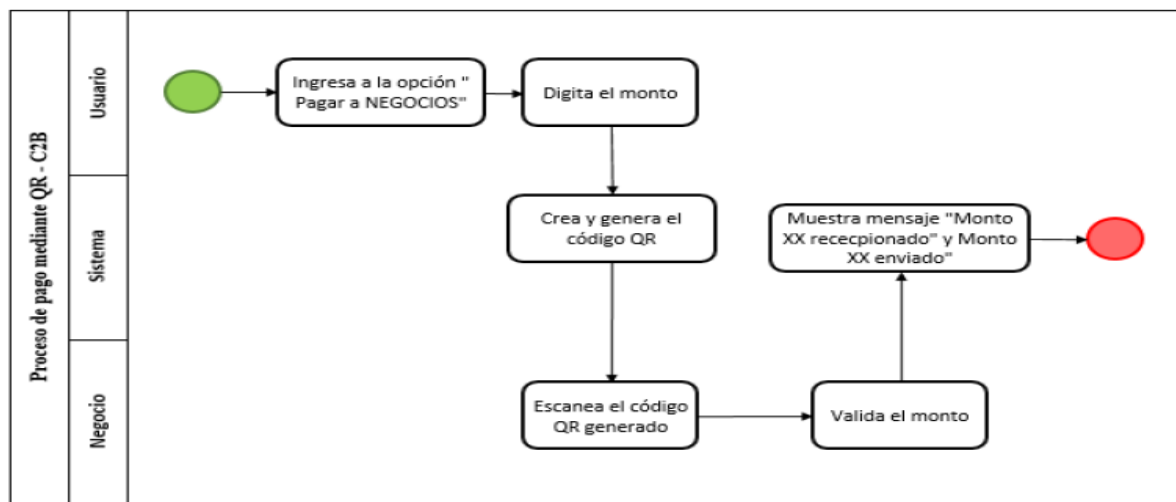 Proceso de pago mediante QR - C2B
Usuario
Ingresa a la opción "
Pagar a NEGOCIOS"
Digita el monto
Sistema
Crea y genera el
código QR
Muestra mensaje "Monto
XX rececpionado" y Monto
XX enviado"
Negocio
Escanea el código
QR generado
Valida el monto